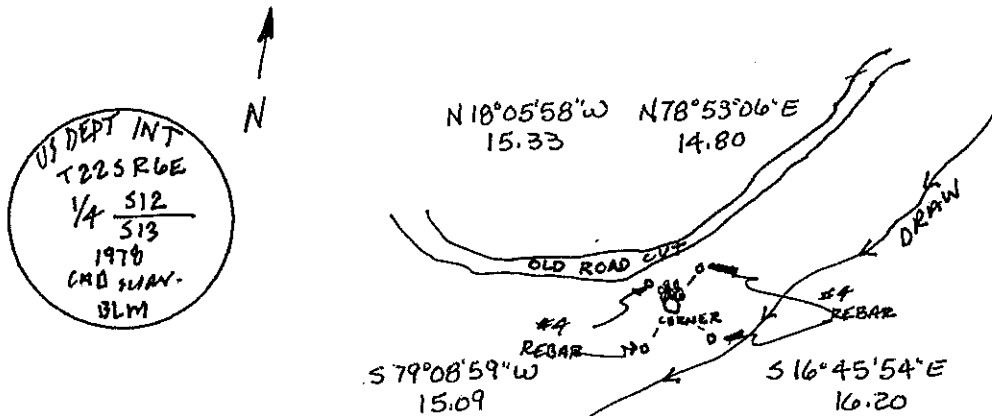 N
US DEPT INT
T22S R6E
1/4 S12
S13
1978
BLM
N18°05'58"W
15.33
N78°53'06"E
14.80
OLD ROAD CUT
DRAW
CORNER
#4
REBAR
#4
REBAR
S79°08'59"W
15.09
S16°45'54"E
16.20